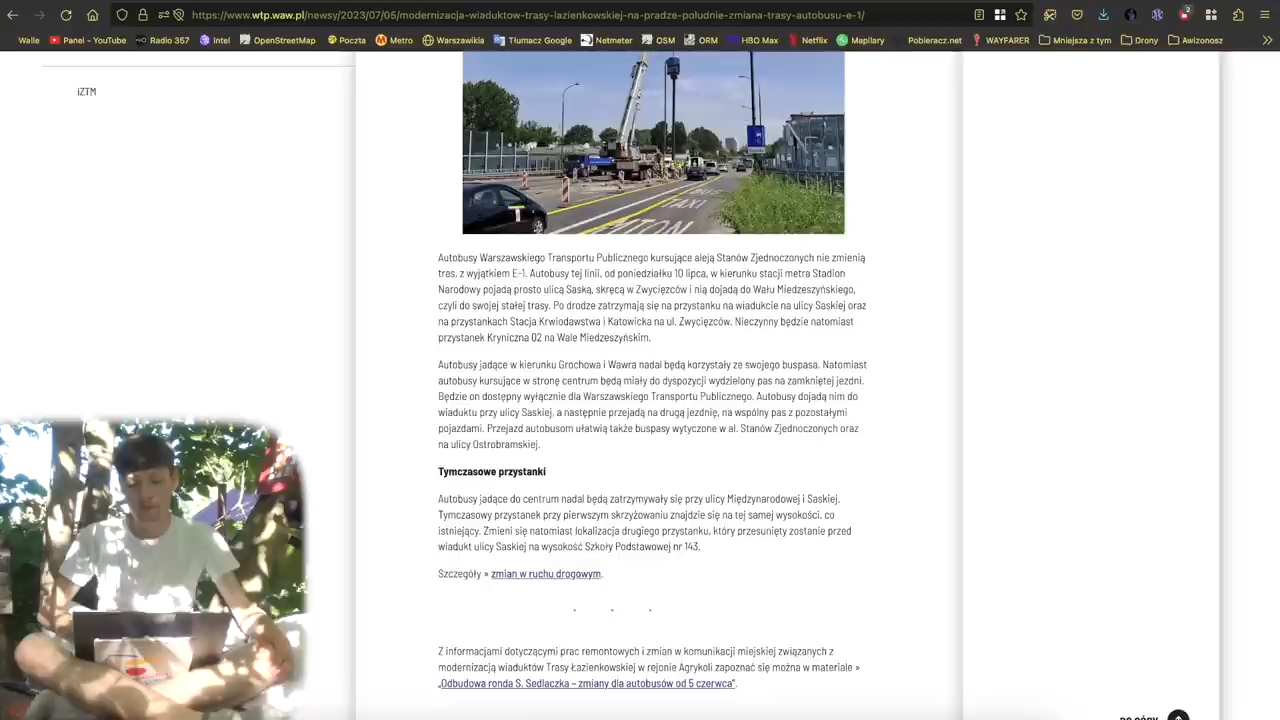 https://www.wtp.waw.pl/newsy/2023/07/05/modernizacja-wiaduktow-trasy-lazienkowskiej-na-pradze-poludnie-zmiana-trasy-autobusu-e-1/
2
Walle Panel - YouTube Radio 357 Intel OpenStreetMap Poczta Metro Warszawikia Tłumacz Google Netmeter OSM ORM HBO Max Netflix Mapilary Pobieracz.net WAYFARER Mniejsza z tym Drony Awizonosz
iZTM
BUS
TAXI
Autobusy Warszawskiego Transportu Publicznego kursujące aleją Stanów Zjednoczonych nie zmienią
tras, z wyjątkiem E-1. Autobusy tej linii, od poniedziałku 10 lipca, w kierunku stacji metra Stadion
Narodowy pojadą prosto ulicą Saską, skręcą w Zwycięzców i nią dojadą do Wału Miedzeszyńskiego,
czyli do swojej stałej trasy. Po drodze zatrzymają się na przystanku na wiadukcie na ulicy Saskiej oraz
na przystankach Stacja Krwiodawstwa i Katowicka na ul. Zwycięzców. Nieczynny będzie natomiast
przystanek Kryniczna 02 na Wale Miedzeszyńskim.
Autobusy jadące w kierunku Grochowa i Wawra nadal będą korzystały ze swojego buspasa. Natomiast
autobusy kursujące w stronę centrum będą miały do dyspozycji wydzielony pas na zamkniętej jezdni.
Będzie on dostępny wyłącznie dla Warszawskiego Transportu Publicznego. Autobusy dojadą nim do
wiaduktu przy ulicy Saskiej, a następnie przejadą na drugą jezdnię, na wspólny pas z pozostałymi
pojazdami. Przejazd autobusom ułatwią także buspasy wytyczone w al. Stanów Zjednoczonych oraz
na ulicy Ostrobramskiej.
Tymczasowe przystanki
Autobusy jadące do centrum nadal będą zatrzymywały się przy ulicy Międzynarodowej i Saskiej.
Tymczasowy przystanek przy pierwszym skrzyżowaniu znajdzie się na tej samej wysokości, co
istniejący. Zmieni się natomiast lokalizacja drugiego przystanku, który przesunięty zostanie przed
wiadukt ulicy Saskiej na wysokość Szkoły Podstawowej nr 143.
Szczegóły » zmian w ruchu drogowym.
Z informacjami dotyczącymi prac remontowych i zmian w komunikacji miejskiej związanych z
modernizacją wiaduktów Trasy Łazienkowskiej w rejonie Agrykoli zapoznać się można w materiale »
„Odbudowa ronda S. Sedlaczka – zmiany dla autobusów od 5 czerwca”.
DO GÓRY